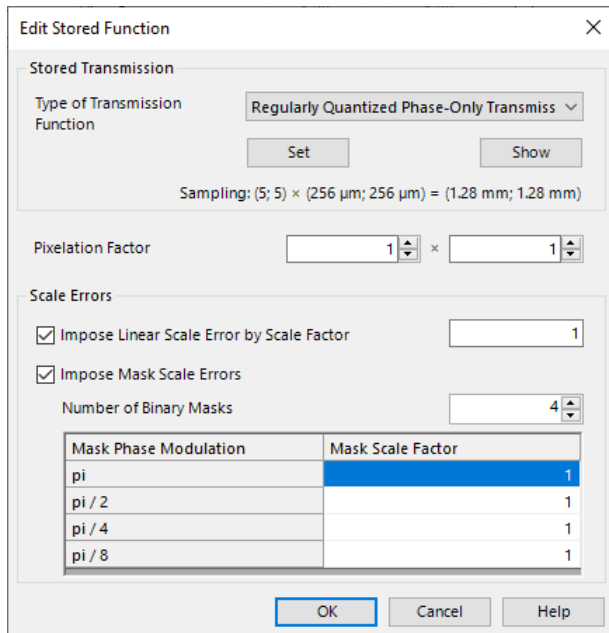 Edit Stored Function
Stored Transmission
Type of Transmission
Function
Regularly Quantized Phase-Only Transmiss
Set
Show
Sampling: (5; 5) × (256 µm; 256 µm) = (1.28 mm; 1.28 mm)
Pixelation Factor
1 × 1
Scale Errors
Impose Linear Scale Error by Scale Factor 1
Impose Mask Scale Errors
Number of Binary Masks 4
Mask Phase Modulation Mask Scale Factor
pi 1
pi / 2 1
pi / 4 1
pi / 8 1
OK Cancel Help